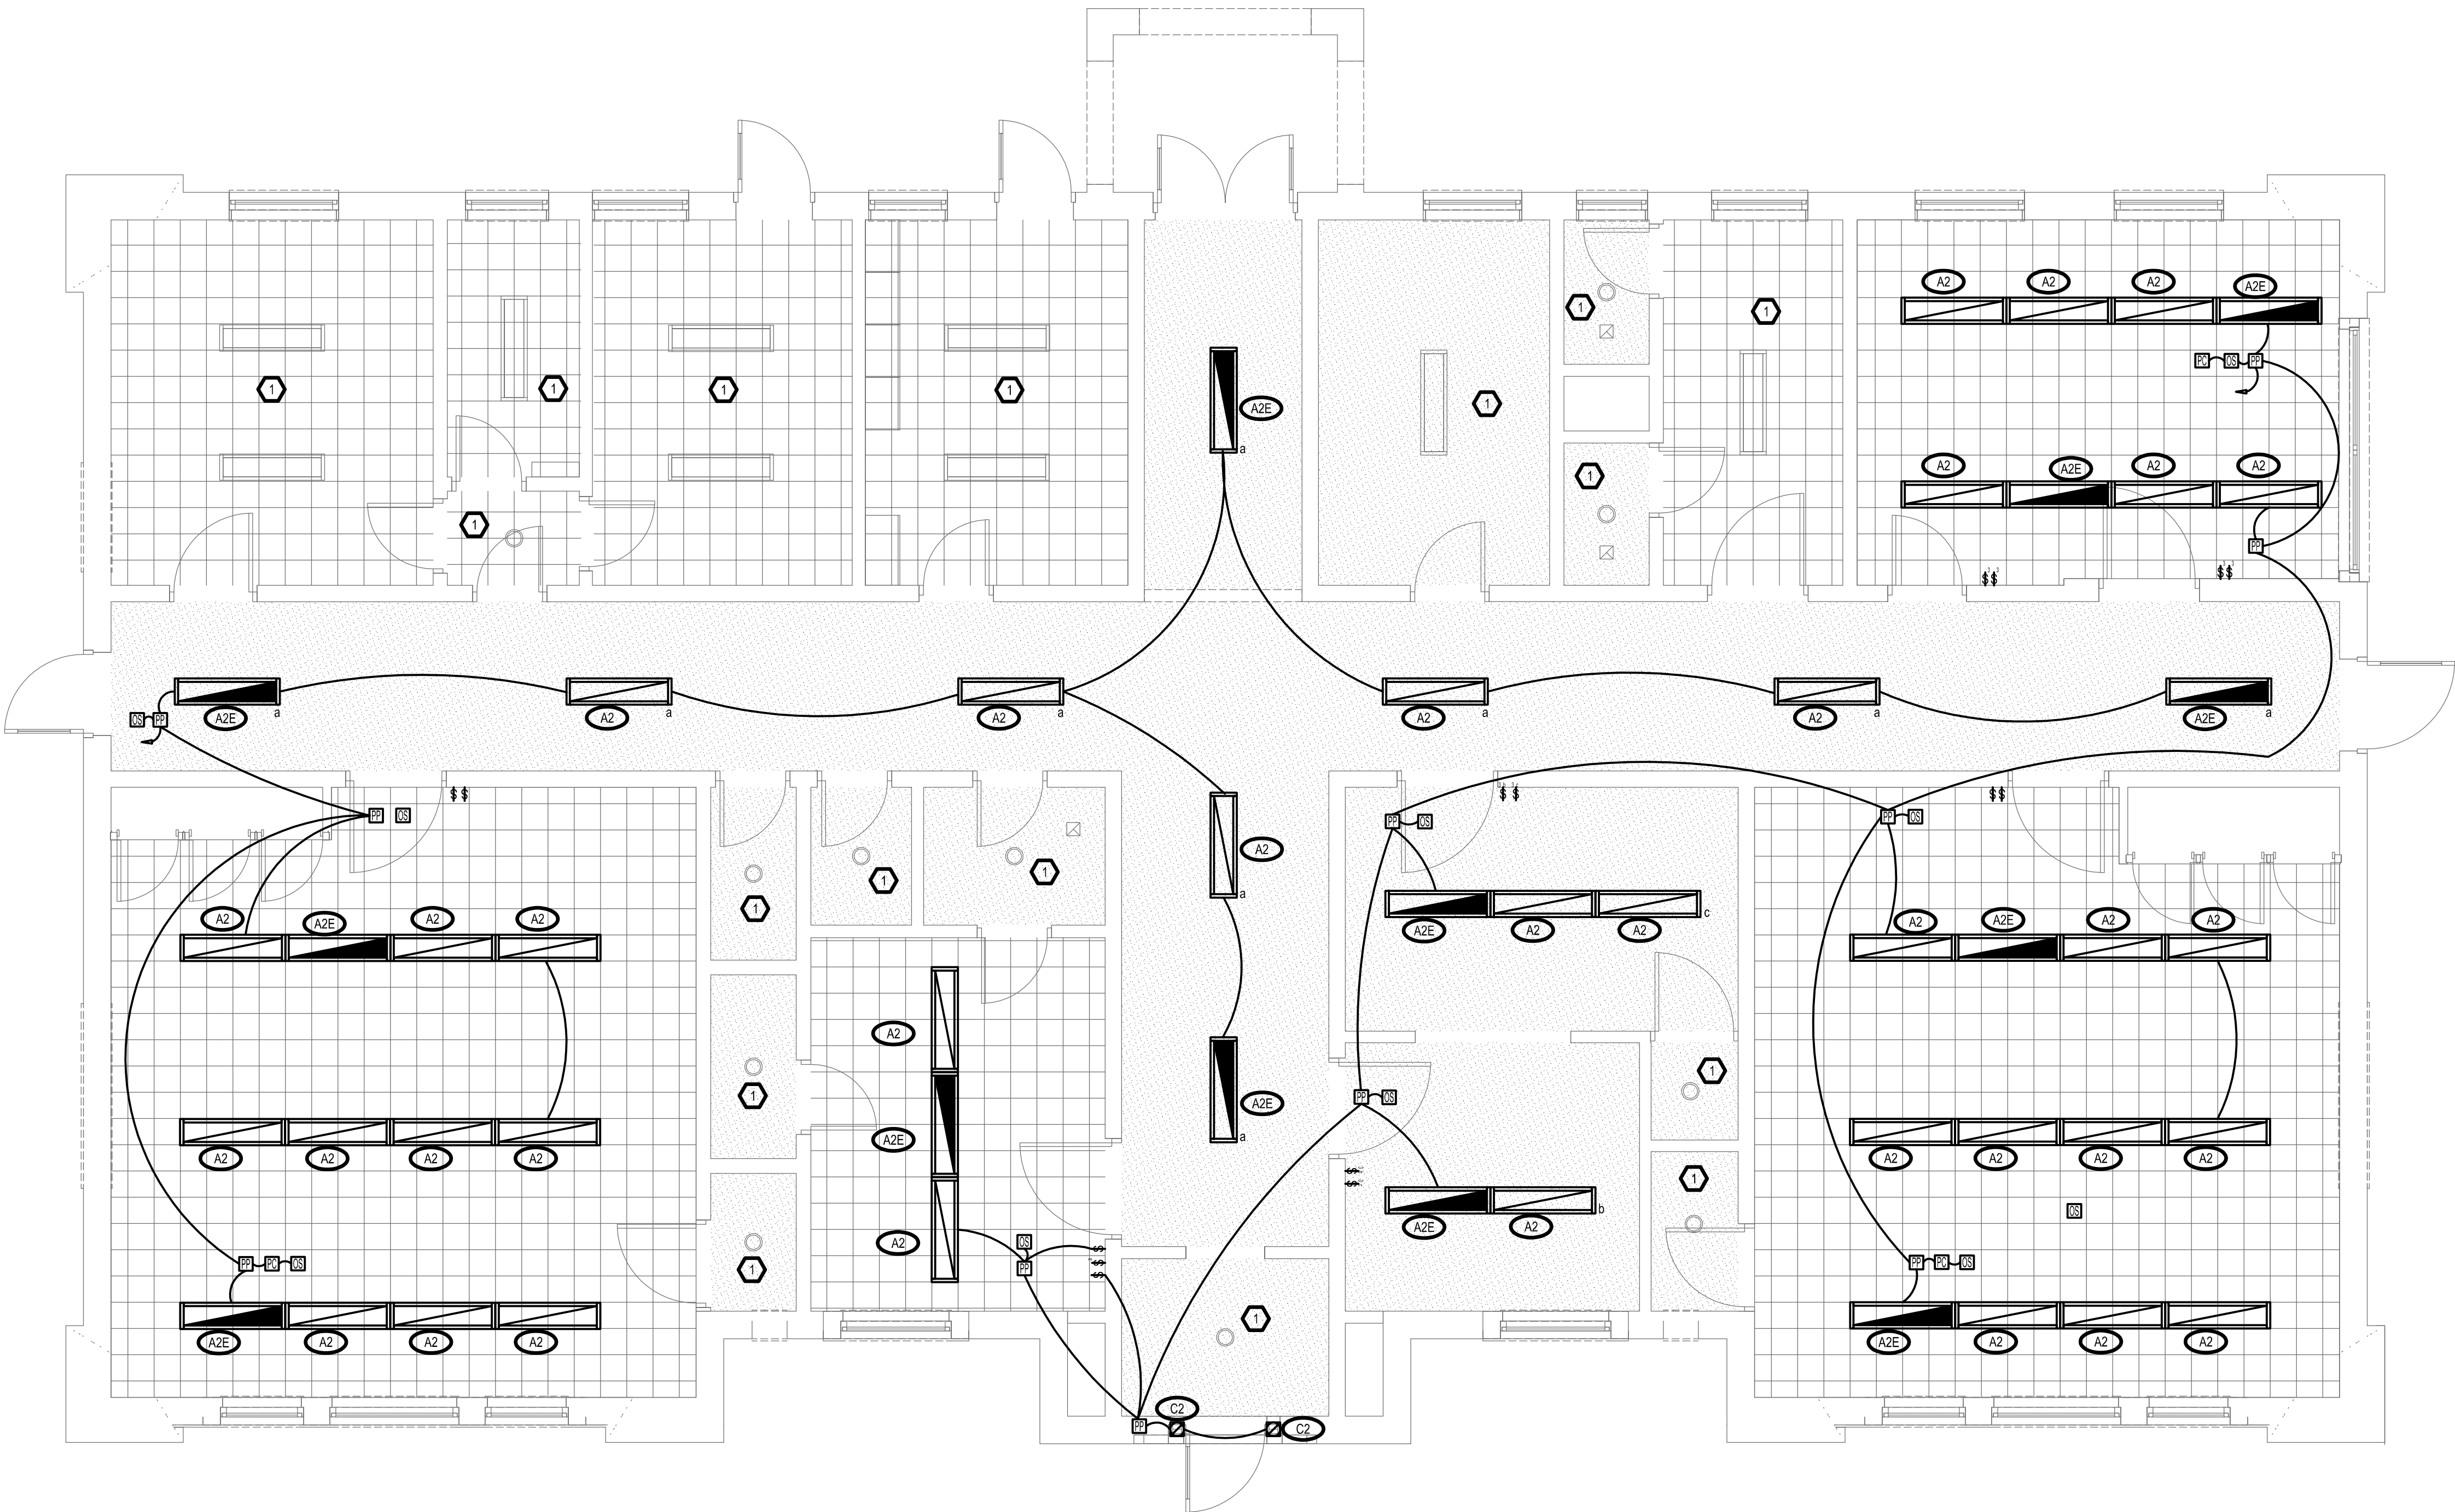 A2 A2 A2 A2E
1 1
PC OS PP
1 1 1 1
1 A2E
a
A2 A2E A2 A2
1
1
PP
$ $ $ $
a a a a a a
OS PP A2E A2 A2 A2 A2 A2E
$ $ $ $ $ $
PP OS PP OS PP OS
A2
1 1
a
1 c
A2 A2E A2 A2 A2E A2 A2 A2 A2E A2 A2
A2
1
1 PP OS A2E
A2E a
A2 A2 A2 A2 A2 A2 A2 A2
$
1
$
b
OS
A2 OS $ A2E A2
PP PC OS 1 PP $ PP PC OS
$
1
A2E A2 A2 A2 A2E A2 A2 A2
C2
PP C2